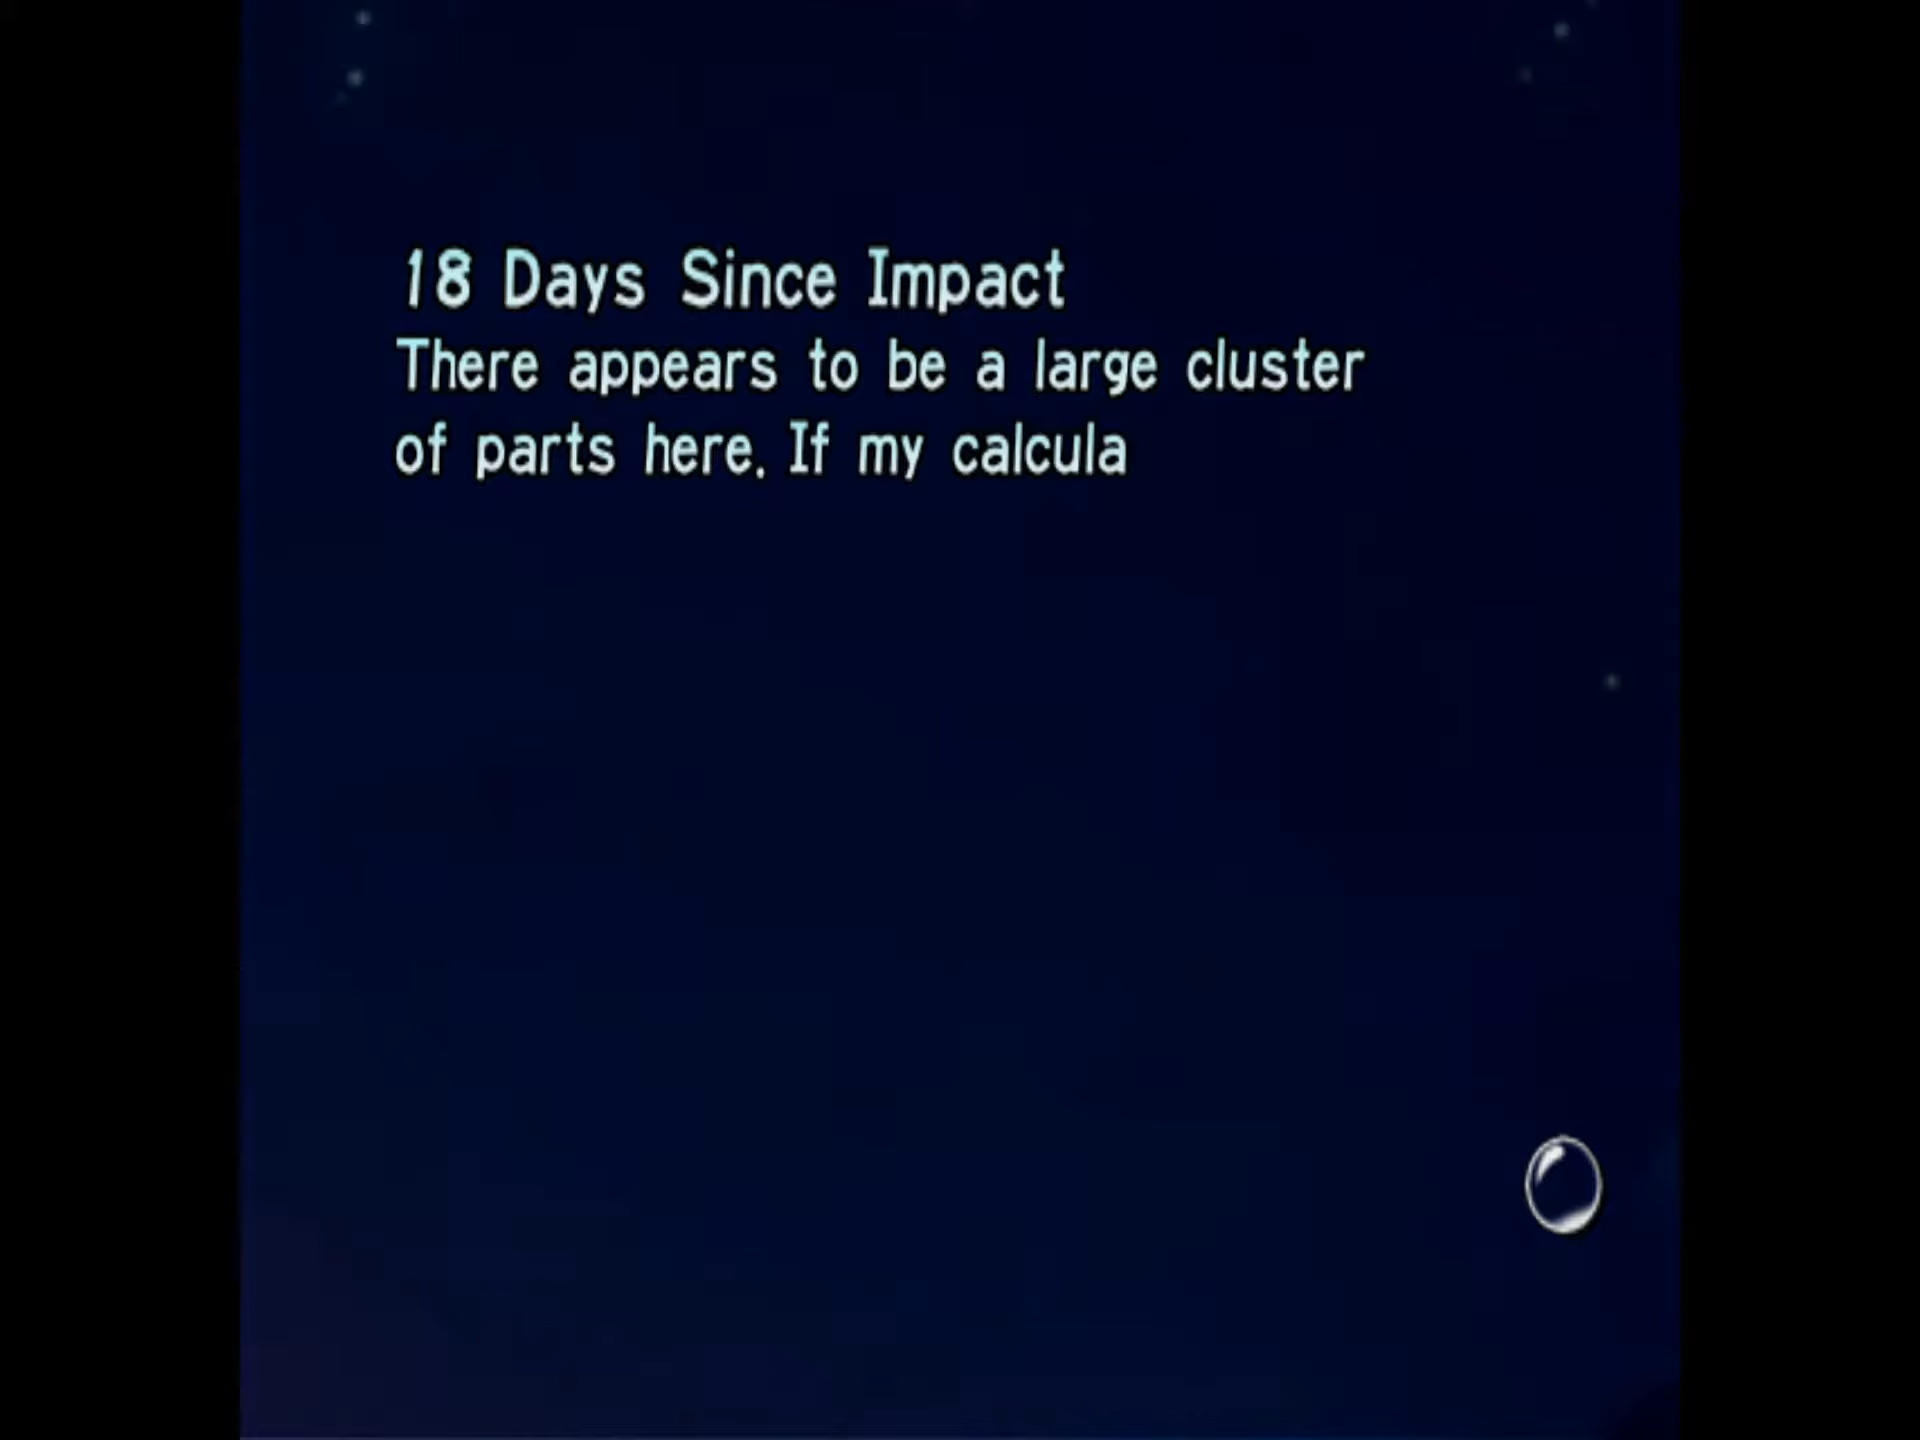 18 Days Since Impact
There appears to be a large cluster
of parts here. If my calcula